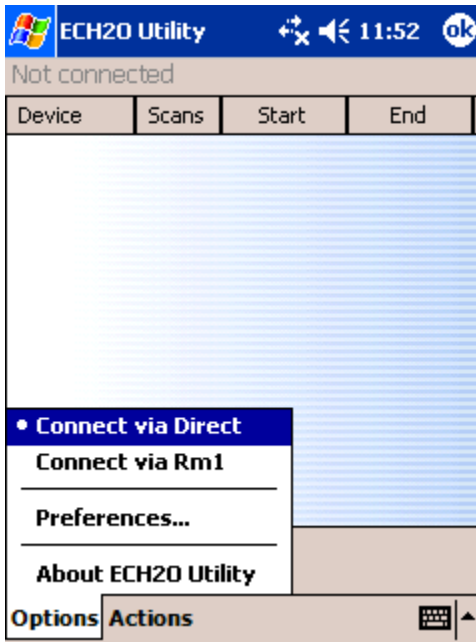 ECH2O Utility 11:52 ok
Not connected
Device Scans Start End
• Connect via Direct
Connect via Rm1
Preferences...
About ECH2O Utility
Options Actions